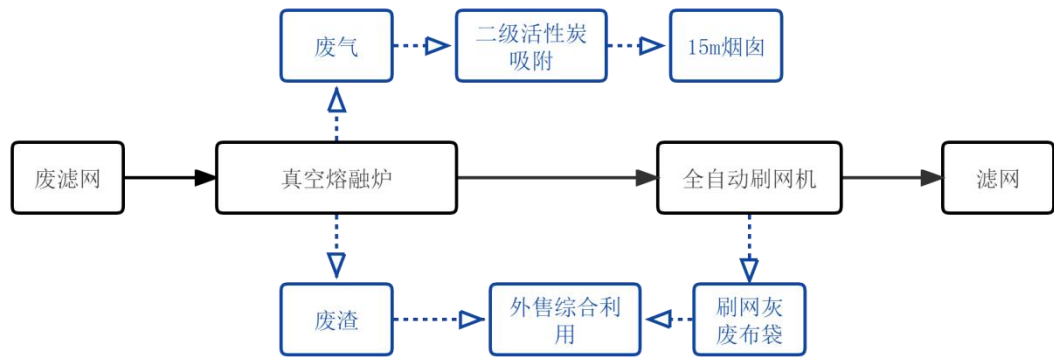 废气
二级活性炭
吸附
15m烟囱
废滤网
真空熔融炉
全自动刷网机
滤网
废渣
外售综合利
用
刷网灰
废布袋